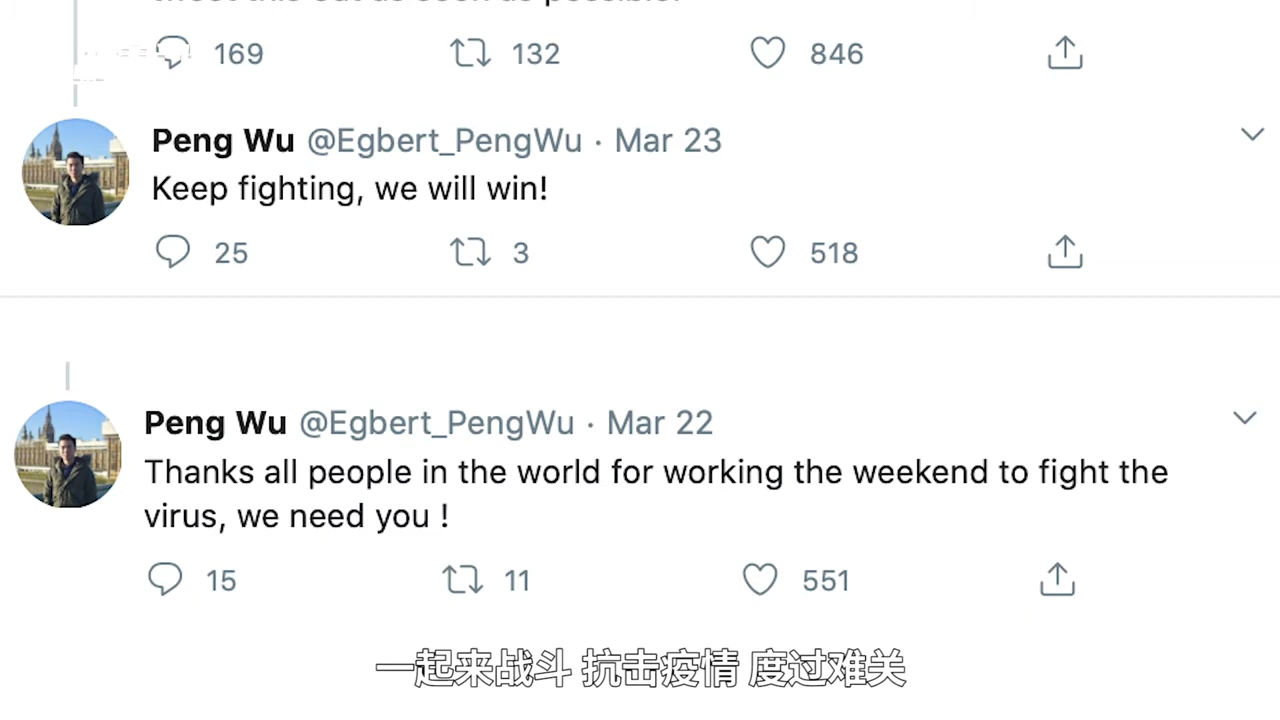 169 132 846
Peng Wu @Egbert_PengWu · Mar 23
Keep fighting, we will win!
25 3 518
Peng Wu @Egbert_PengWu · Mar 22
Thanks all people in the world for working the weekend to fight the
virus, we need you !
15 11 551
一起来战斗 抗击疫情 度过难关